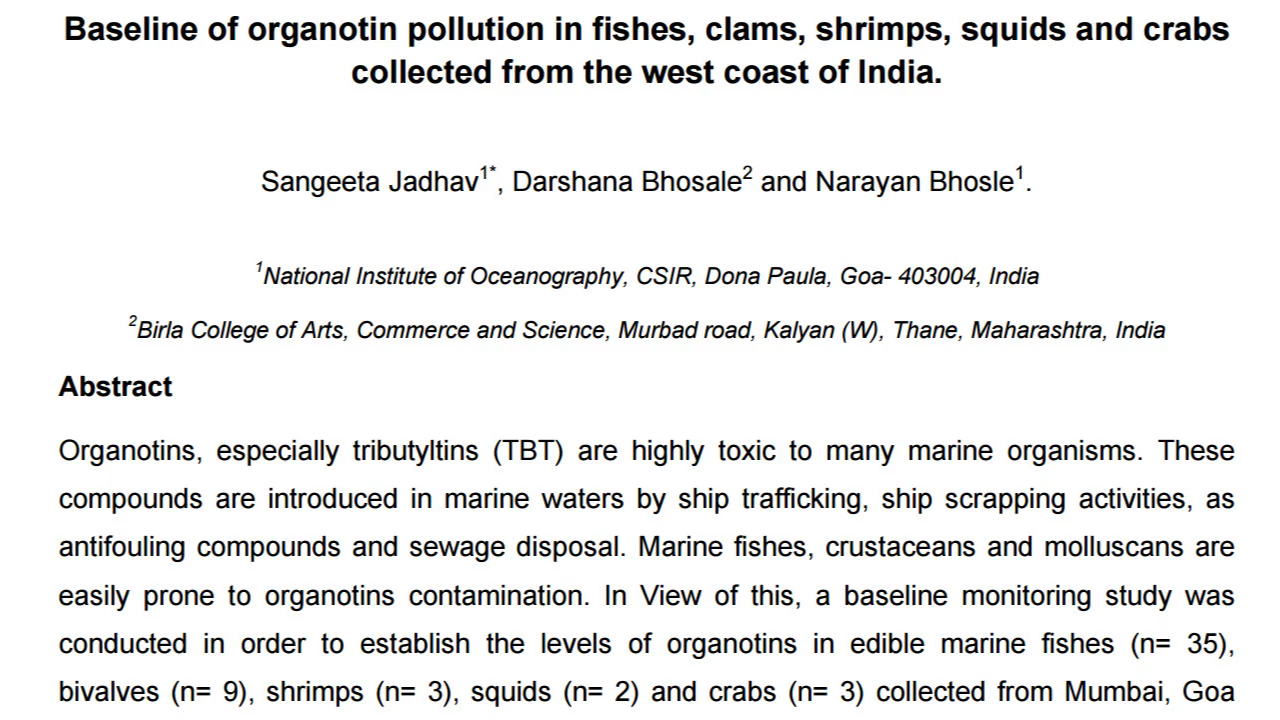 Baseline of organotin pollution in fishes, clams, shrimps, squids and crabs
collected from the west coast of India.
Sangeeta Jadhav1*, Darshana Bhosale2 and Narayan Bhosle1.
1National Institute of Oceanography, CSIR, Dona Paula, Goa- 403004, India
2Birla College of Arts, Commerce and Science, Murbad road, Kalyan (W), Thane, Maharashtra, India
Abstract
Organotins, especially tributyltins (TBT) are highly toxic to many marine organisms. These
compounds are introduced in marine waters by ship trafficking, ship scrapping activities, as
antifouling compounds and sewage disposal. Marine fishes, crustaceans and molluscans are
easily prone to organotins contamination. In View of this, a baseline monitoring study was
conducted in order to establish the levels of organotins in edible marine fishes (n= 35),
bivalves (n= 9), shrimps (n= 3), squids (n= 2) and crabs (n= 3) collected from Mumbai, Goa